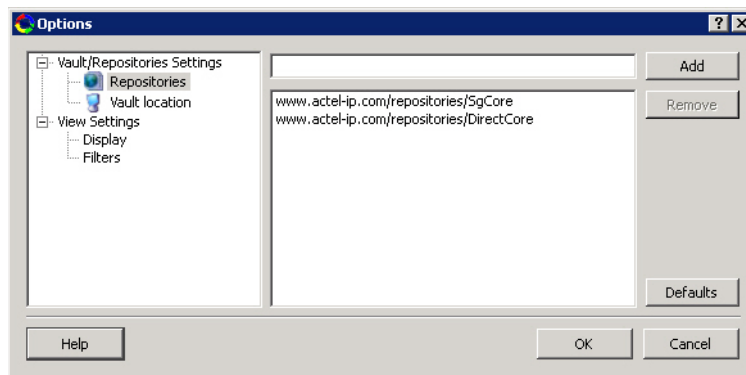 Options
Vault/Repositories Settings
Repositories
Vault location
View Settings
Display
Filters
Add
www.actel-ip.com/repositories/SgCore
www.actel-ip.com/repositories/DirectCore
Remove
Defaults
Help
OK
Cancel